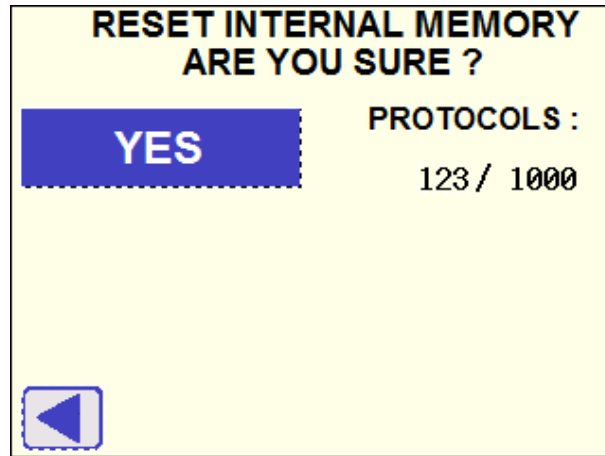 RESET INTERNAL MEMORY
ARE YOU SURE ?
YES
PROTOCOLS :
123/ 1000